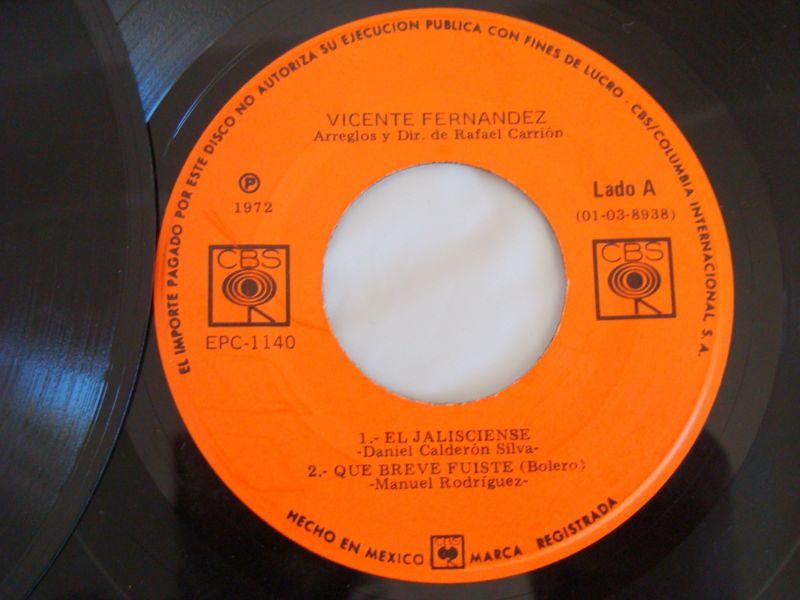 EL IMPORTE PAGADO POR ESTE DISCO NO AUTORIZA SU EJECUCION PUBLICA CON FINES DE LUCRO - CBS/COLUMBIA INTERNACIONAL, S. A.
VICENTE FERNANDEZ
Arreglos y Dir. de Rafael Carrión
Ⓟ
1972
Lado A
(01-03-8938)
CBS
CBS
EPC-1140
1.- EL JALISCIENSE
-Daniel Calderón Silva-
2.- QUE BREVE FUISTE (Bolero)
-Manuel Rodríguez-
HECHO EN MEXICO CBS MARCA REGISTRADA